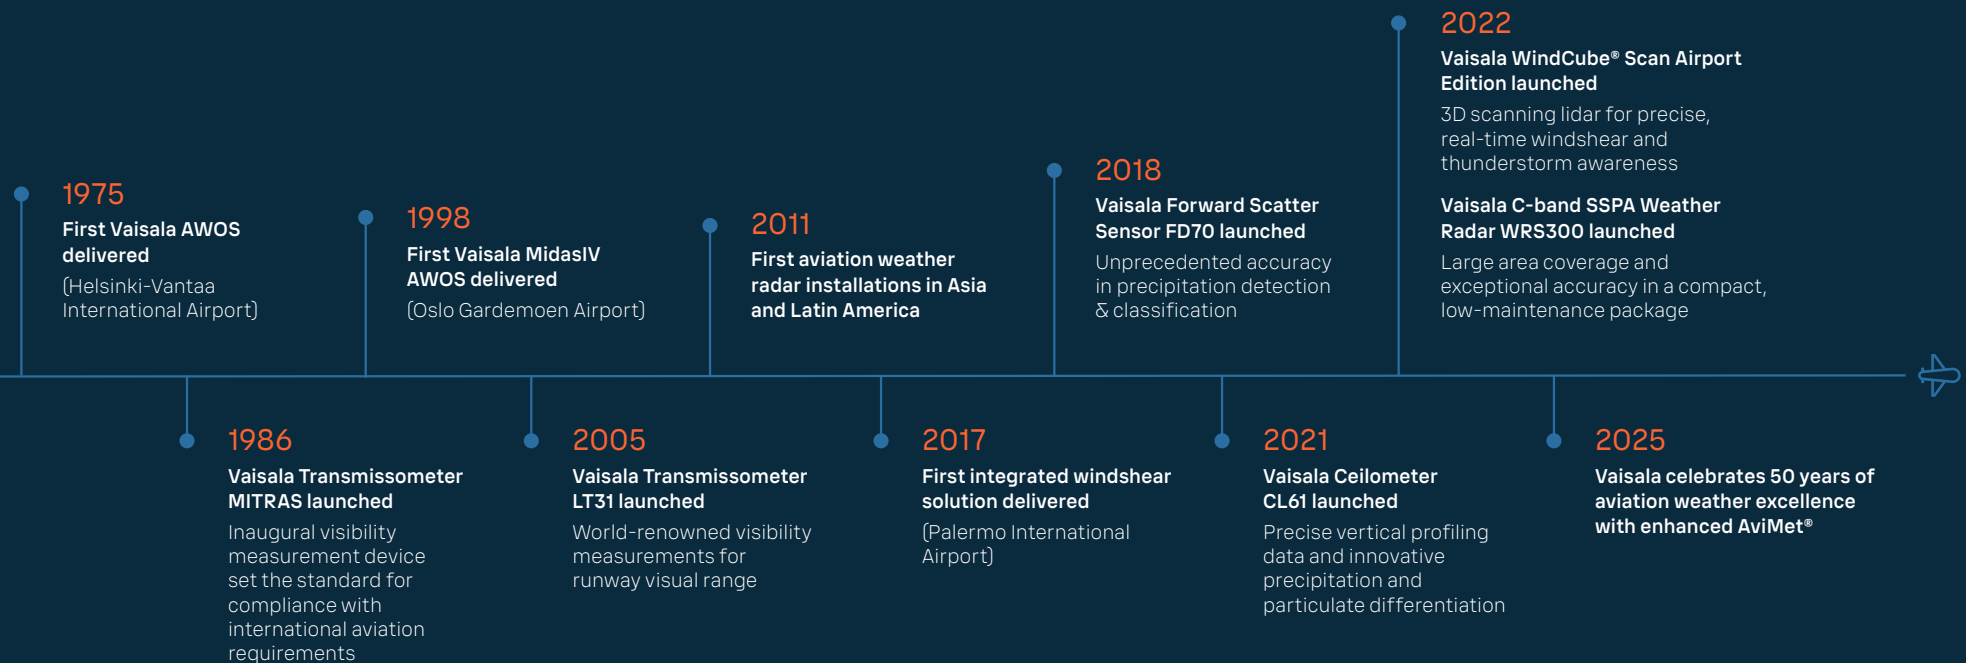 1975
First Vaisala AWOS
delivered
(Helsinki-Vantaa
International Airport)
1986
Vaisala Transmissometer
MITRAS launched
Inaugural visibility
measurement device
set the standard for
compliance with
international aviation
requirements
1998
First Vaisala MidasIV
AWOS delivered
(Oslo Gardemoen Airport)
2005
Vaisala Transmissometer
LT31 launched
World-renowned visibility
measurements for
runway visual range
2011
First aviation weather
radar installations in Asia
and Latin America
2017
First integrated windshear
solution delivered
(Palermo International
Airport)
2018
Vaisala Forward Scatter
Sensor FD70 launched
Unprecedented accuracy
in precipitation detection
& classification
2021
Vaisala Ceilometer
CL61 launched
Precise vertical profiling
data and innovative
precipitation and
particulate differentiation
2022
Vaisala WindCube® Scan Airport
Edition launched
3D scanning lidar for precise,
real-time windshear and
thunderstorm awareness
Vaisala C-band SSPA Weather
Radar WRS300 launched
Large area coverage and
exceptional accuracy in a compact,
low-maintenance package
2025
Vaisala celebrates 50 years of
aviation weather excellence
with enhanced AviMet®